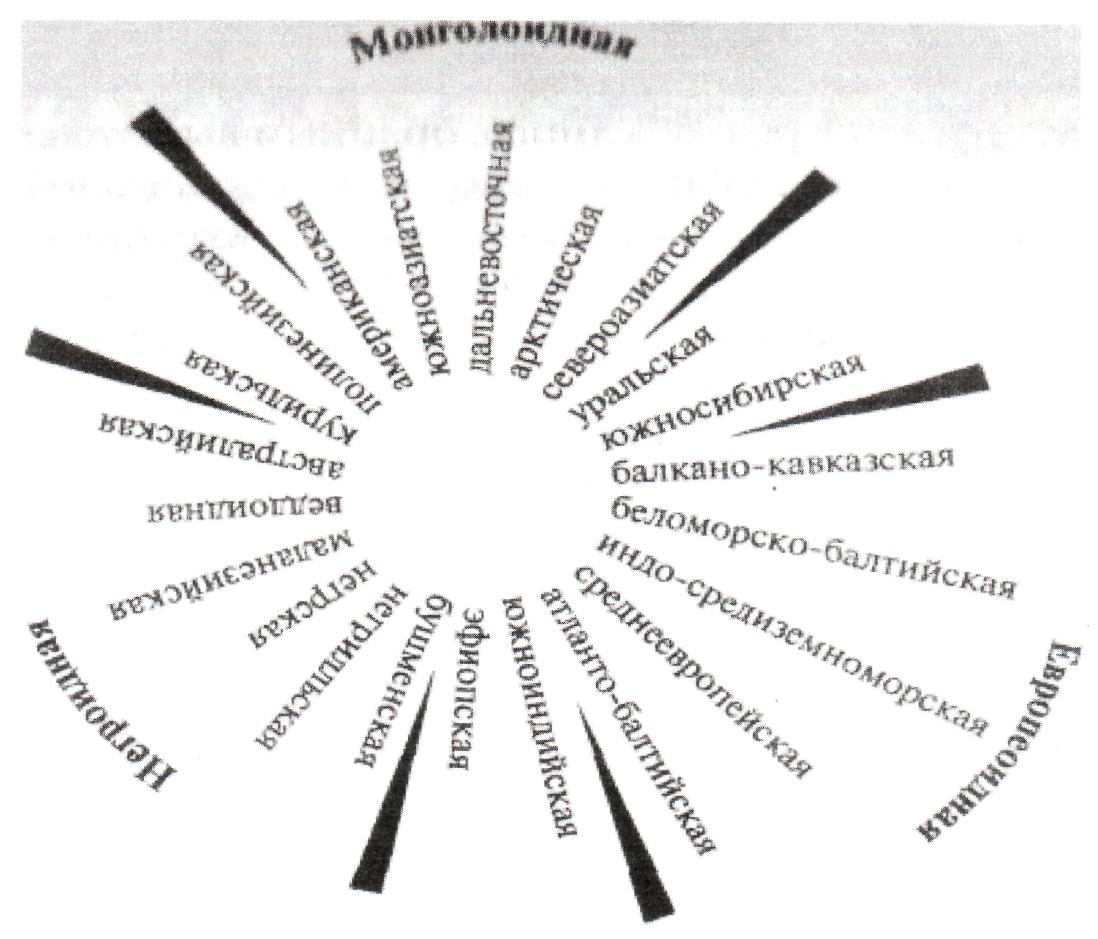 Монголоидная
американская
южноазиатская
дальневосточная
арктическая
североазиатская
уральская
южносибирская
балкано-кавказская
беломорско-балтийская
индо-средиземноморская
среднеевропейская
атланто-балтийская
Европеоидная
южноиндийская
эфиопская
бушменская
негрилльская
негрская
маланезийская
веддоидная
австралийская
Негроидная
курильская
полинезийская